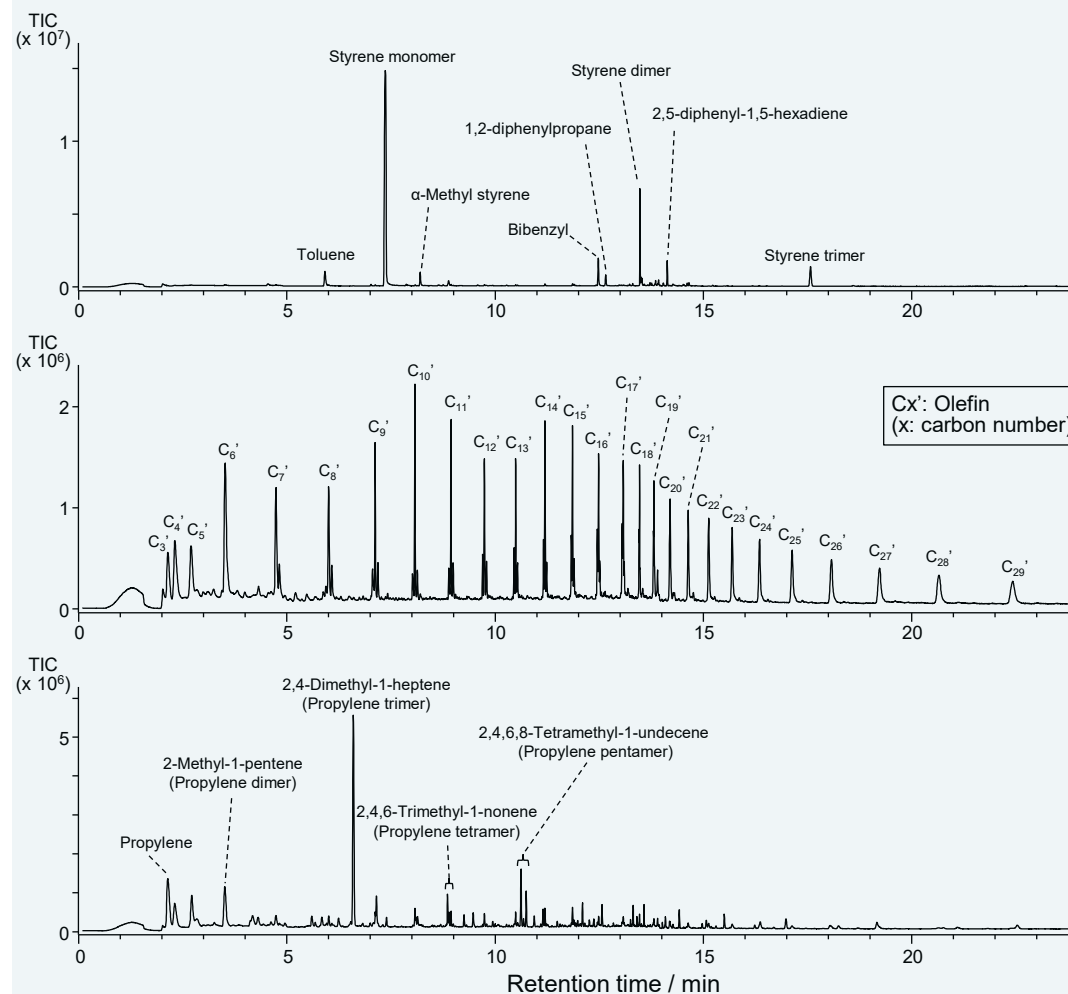 TIC
(x 10⁷)
Styrene monomer
Styrene dimer
2,5-diphenyl-1,5-hexadiene
1,2-diphenylpropane
1
α-Methyl styrene
Bibenzyl
Toluene
Styrene trimer
0
0 5 10 15 20
TIC
(x 10⁶)
C₁₀’
C₁₇’
C₁₁’ C₁₄’ C₁₅’ C₁₉’
Cx’: Olefin
(x: carbon number)
2
C₉’
C₂₁’
C₆’ C₁₂’ C₁₃’ C₁₆’ C₁₈’
C₇’ C₈’ C₂₀’
C₂₂’
C₂₃’
1
C₃’ C₄’ C₅’ C₂₄’
C₂₅’
C₂₆’
C₂₇’
C₂₈’
C₂₉’
0
0 5 10 15 20
TIC
(x 10⁶)
2,4-Dimethyl-1-heptene
(Propylene trimer)
2,4,6,8-Tetramethyl-1-undecene
(Propylene pentamer)
5
2-Methyl-1-pentene
(Propylene dimer)
2,4,6-Trimethyl-1-nonene
(Propylene tetramer)
Propylene
0
0 5 10 15 20
Retention time / min